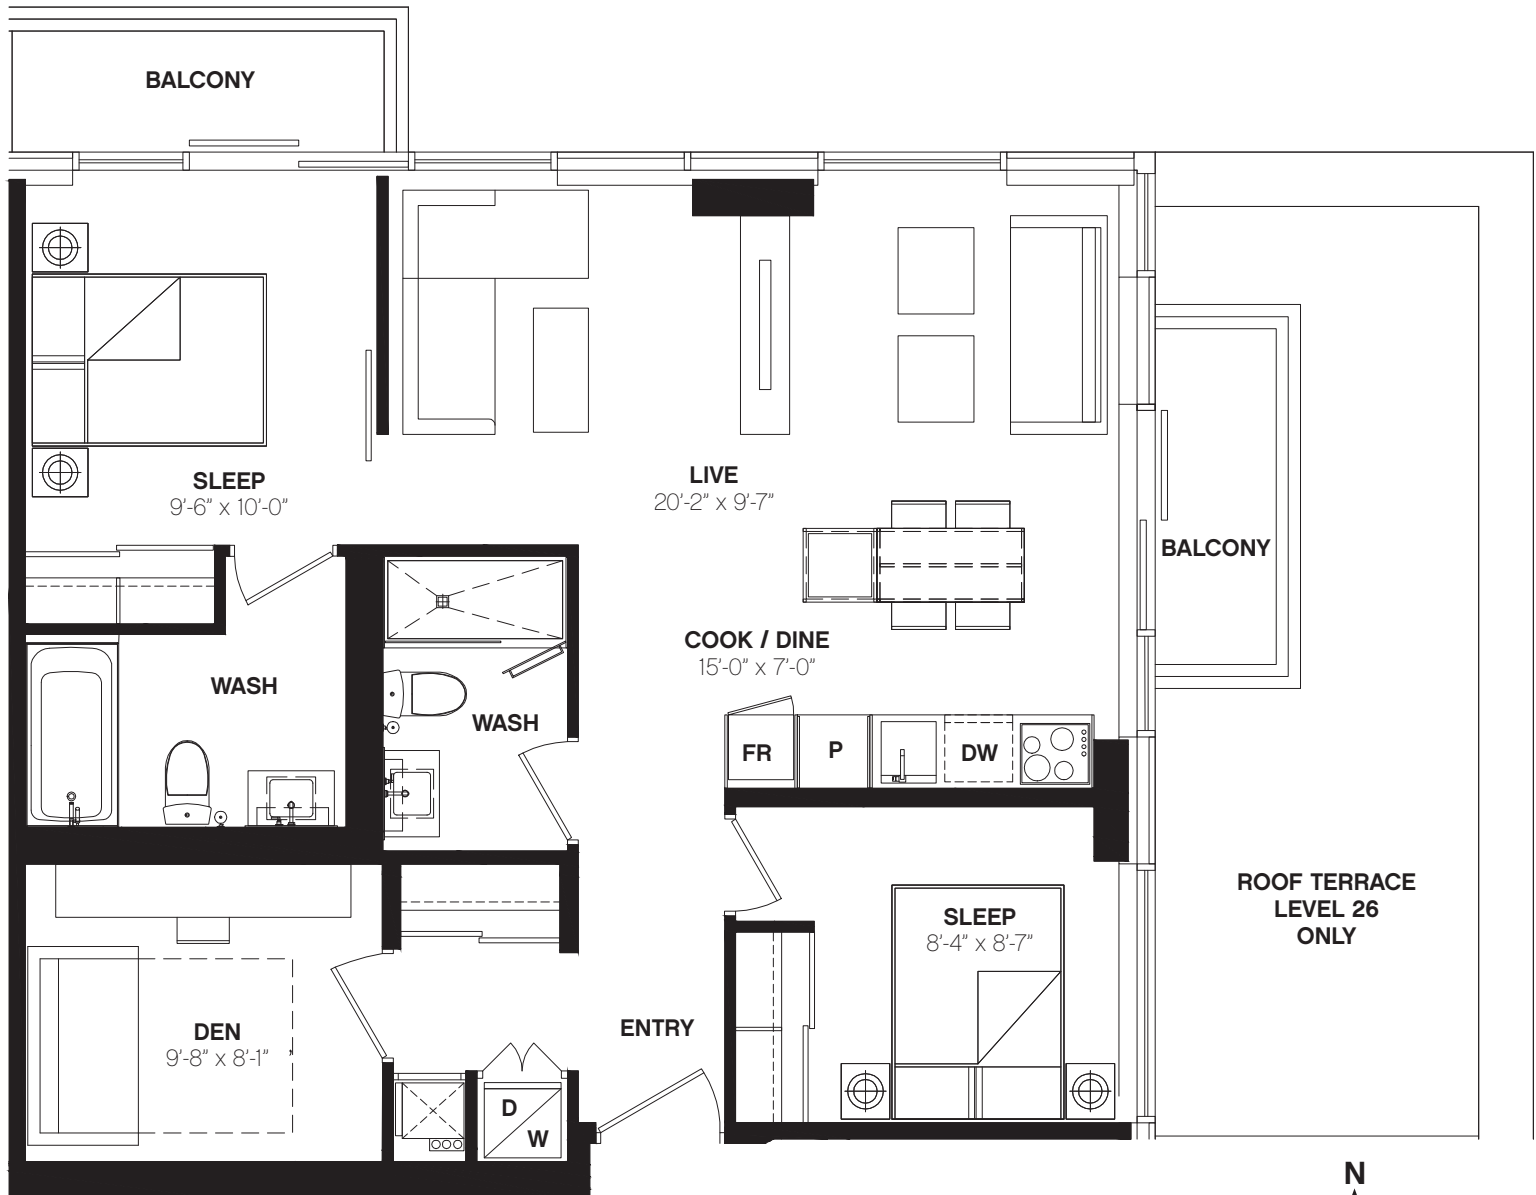 BALCONY
SLEEP
9'-6" x 10'-0"
LIVE
20'-2" x 9'-7"
BALCONY
COOK / DINE
15'-0" x 7'-0"
WASH
WASH
FR
P
DW
ROOF TERRACE
LEVEL 26
ONLY
SLEEP
8'-4" x 8'-7"
DEN
9'-8" x 8'-1"
ENTRY
D
W
N